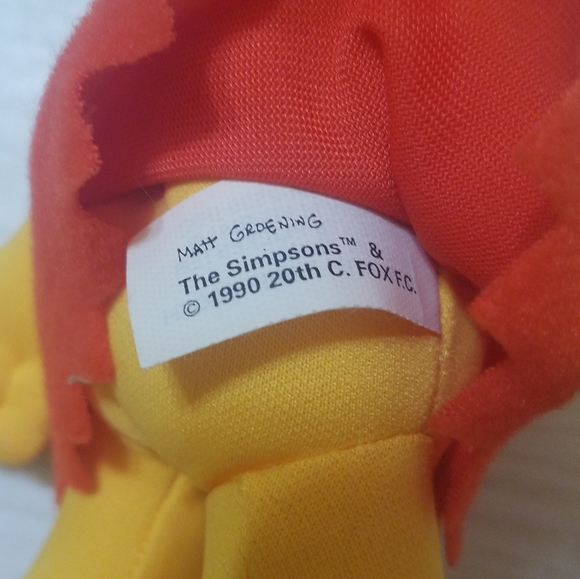 MATT GROENING
The Simpsons™ &
© 1990 20th C. FOX F.C.